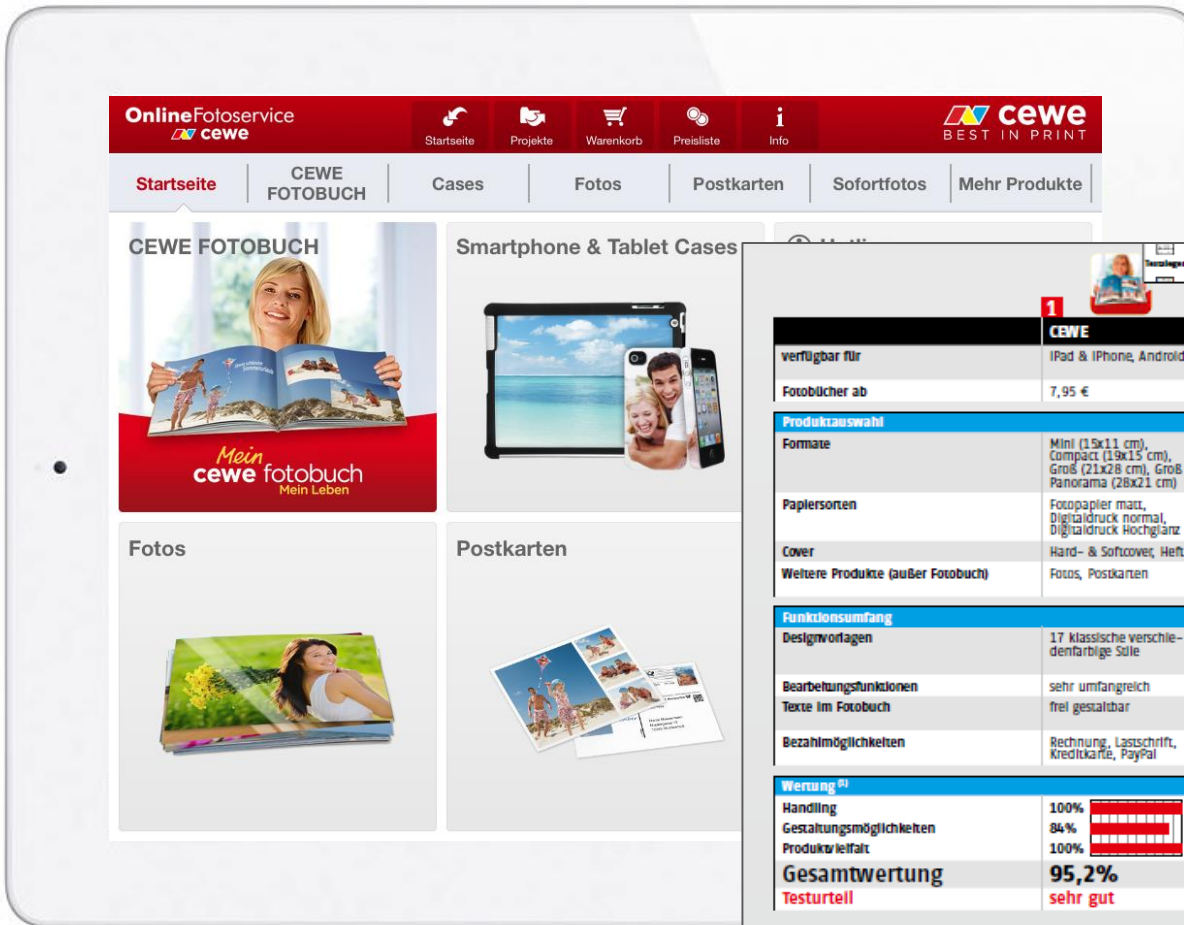 OnlineFotoservice
cewe
Startseite
Projekte
Warenkorb
Preisliste
Info
cewe
BEST IN PRINT
Startseite
CEWE
FOTOBUCH
Cases
Fotos
Postkarten
Sofortfotos
Mehr Produkte
CEWE FOTOBUCH
Mein
cewe fotobuch
Mein Leben
Smartphone & Tablet Cases
Fotos
Postkarten
1
CEWE
verfügbar für
iPad & iPhone, Android
Fotobücher ab
7,95 €
Produktauswahl
Formate
Mini (15x11 cm),
Compact (19x15 cm),
Groß (21x28 cm), Groß
Panorama (28x21 cm)
Papiersorten
Fotopapier matt,
Digitaldruck normal,
Digitaldruck Hochglanz
Cover
Hard- & Softcover, Heft
Weitere Produkte (außer Fotobuch)
Fotos, Postkarten
Funktionsumfang
Designvorlagen
17 klassische verschie-
denfarbige Stile
Bearbeitungsfunktionen
sehr umfangreich
Texte im Fotobuch
frei gestaltbar
Bezahlmöglichkeiten
Rechnung, Lastschrift,
Kreditkarte, PayPal
Wertung (1)
Handling
100%
Gestaltungsmöglichkeiten
84%
Produktvielfalt
100%
Gesamtwertung
95,2%
Testurteil
sehr gut